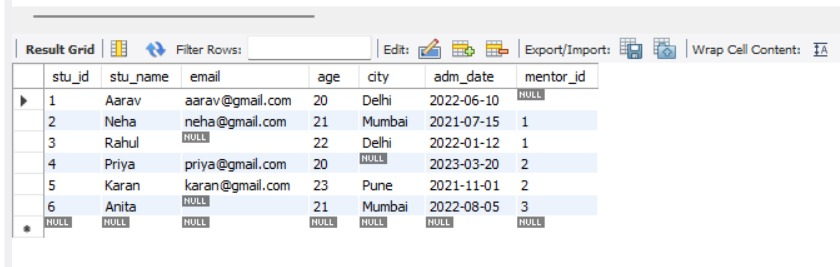 Result Grid Filter Rows: Edit: Export/Import: Wrap Cell Content: IA
stu_id stu_name email age city adm_date mentor_id
1 Aarav aarav@gmail.com 20 Delhi 2022-06-10 NULL
2 Neha neha@gmail.com 21 Mumbai 2021-07-15 1
3 Rahul NULL 22 Delhi 2022-01-12 1
4 Priya priya@gmail.com 20 NULL 2023-03-20 2
5 Karan karan@gmail.com 23 Pune 2021-11-01 2
6 Anita NULL 21 Mumbai 2022-08-05 3
NULL NULL NULL NULL NULL NULL NULL